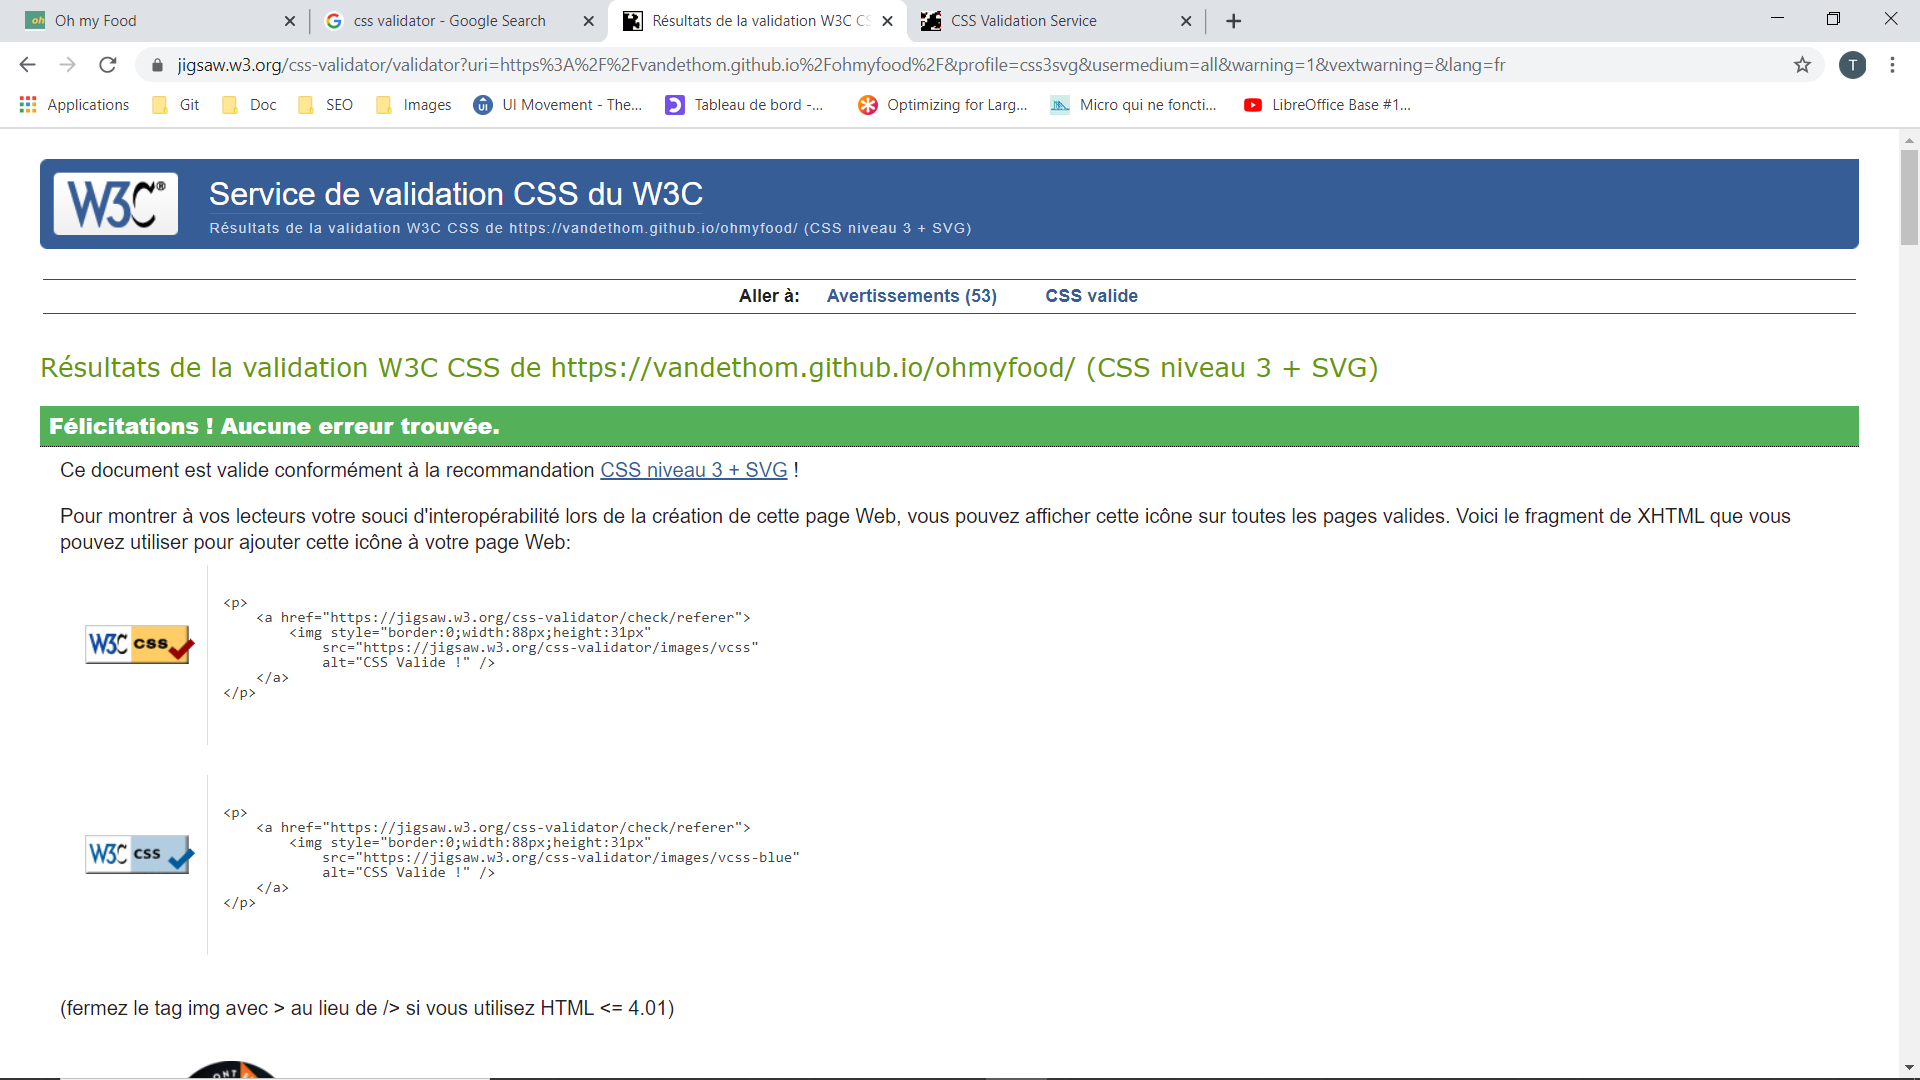 Oh my Food
css validator - Google Search
Résultats de la validation W3C CS
CSS Validation Service
jigsaw.w3.org/css-validator/validator?uri=https%3A%2F%2Fvandethom.github.io%2Fohmyfood%2F&profile=css3svg&usermedium=all&warning=1&vextwarning=&lang=fr
T
Applications
Git
Doc
SEO
Images
UI Movement - The...
Tableau de bord -...
Optimizing for Larg...
Micro qui ne foncti...
LibreOffice Base #1...
W3C®
Service de validation CSS du W3C
Résultats de la validation W3C CSS de https://vandethom.github.io/ohmyfood/ (CSS niveau 3 + SVG)
Aller à: Avertissements (53) CSS valide
Résultats de la validation W3C CSS de https://vandethom.github.io/ohmyfood/ (CSS niveau 3 + SVG)
Félicitations ! Aucune erreur trouvée.
Ce document est valide conformément à la recommandation CSS niveau 3 + SVG !
Pour montrer à vos lecteurs votre souci d'interopérabilité lors de la création de cette page Web, vous pouvez afficher cette icône sur toutes les pages valides. Voici le fragment de XHTML que vous
pouvez utiliser pour ajouter cette icône à votre page Web:
W3C css
<p>
<a href="https://jigsaw.w3.org/css-validator/check/referer">
<img style="border:0;width:88px;height:31px"
src="https://jigsaw.w3.org/css-validator/images/vcss"
alt="CSS Valide !" />
</a>
</p>
W3C css
<p>
<a href="https://jigsaw.w3.org/css-validator/check/referer">
<img style="border:0;width:88px;height:31px"
src="https://jigsaw.w3.org/css-validator/images/vcss-blue"
alt="CSS Valide !" />
</a>
</p>
(fermez le tag img avec > au lieu de /> si vous utilisez HTML <= 4.01)